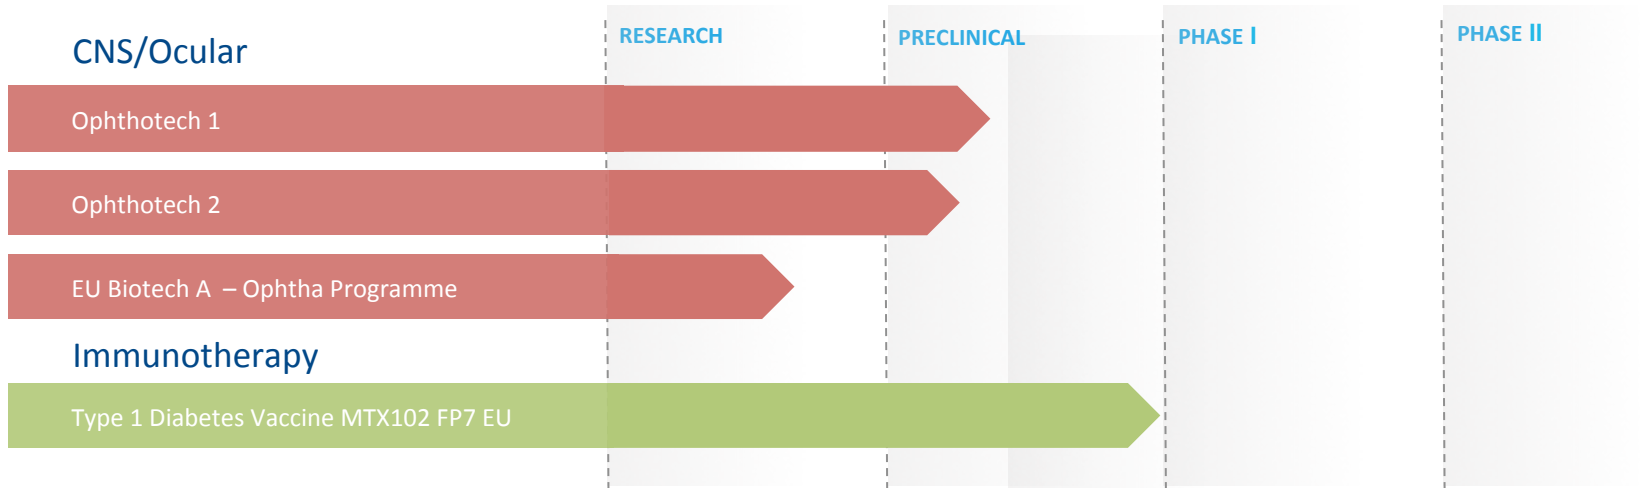 CNS/Ocular
RESEARCH
PRECLINICAL
PHASE I
PHASE II
Ophthotech 1
Ophthotech 2
EU Biotech A – Ophtha Programme
Immunotherapy
Type 1 Diabetes Vaccine MTX102 FP7 EU